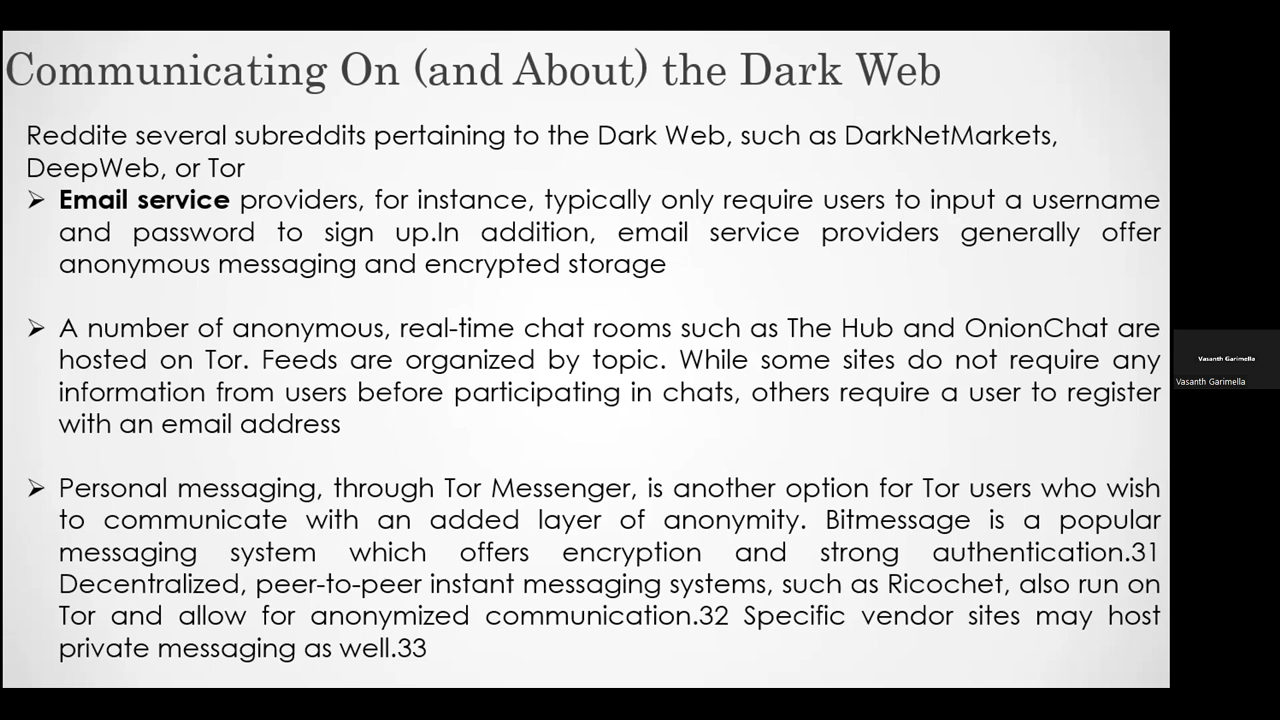 Communicating On (and About) the Dark Web
Reddite several subreddits pertaining to the Dark Web, such as DarkNetMarkets,
DeepWeb, or Tor
➢ Email service providers, for instance, typically only require users to input a username
and password to sign up.In addition, email service providers generally offer
anonymous messaging and encrypted storage
➢ A number of anonymous, real-time chat rooms such as The Hub and OnionChat are
hosted on Tor. Feeds are organized by topic. While some sites do not require any
information from users before participating in chats, others require a user to register
with an email address
➢ Personal messaging, through Tor Messenger, is another option for Tor users who wish
to communicate with an added layer of anonymity. Bitmessage is a popular
messaging system which offers encryption and strong authentication.31
Decentralized, peer-to-peer instant messaging systems, such as Ricochet, also run on
Tor and allow for anonymized communication.32 Specific vendor sites may host
private messaging as well.33
Vasanth Garimella
Vasanth Garimella